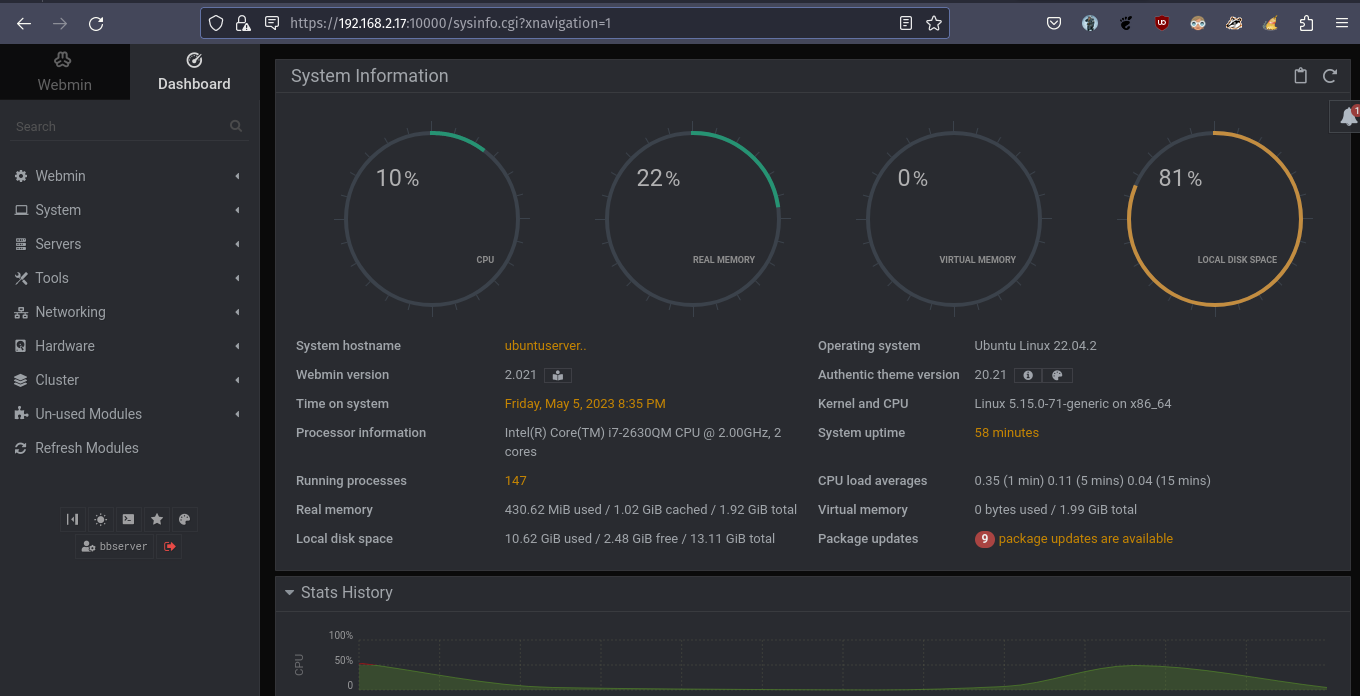 https://192.168.2.17:10000/sysinfo.cgi?xnavigation=1
Webmin
Dashboard
Search
Webmin
System
Servers
Tools
Networking
Hardware
Cluster
Un-used Modules
Refresh Modules
bbserver
System Information
1
10%
CPU
22%
REAL MEMORY
0%
VIRTUAL MEMORY
81%
LOCAL DISK SPACE
System hostname ubuntuserver.. Operating system Ubuntu Linux 22.04.2
Webmin version 2.021 Authentic theme version 20.21
Time on system Friday, May 5, 2023 8:35 PM Kernel and CPU Linux 5.15.0-71-generic on x86_64
Processor information Intel(R) Core(TM) i7-2630QM CPU @ 2.00GHz, 2 System uptime 58 minutes
cores
Running processes 147 CPU load averages 0.35 (1 min) 0.11 (5 mins) 0.04 (15 mins)
Real memory 430.62 MiB used / 1.02 GiB cached / 1.92 GiB total Virtual memory 0 bytes used / 1.99 GiB total
Local disk space 10.62 GiB used / 2.48 GiB free / 13.11 GiB total Package updates 9 package updates are available
Stats History
CPU
100%
50%
0